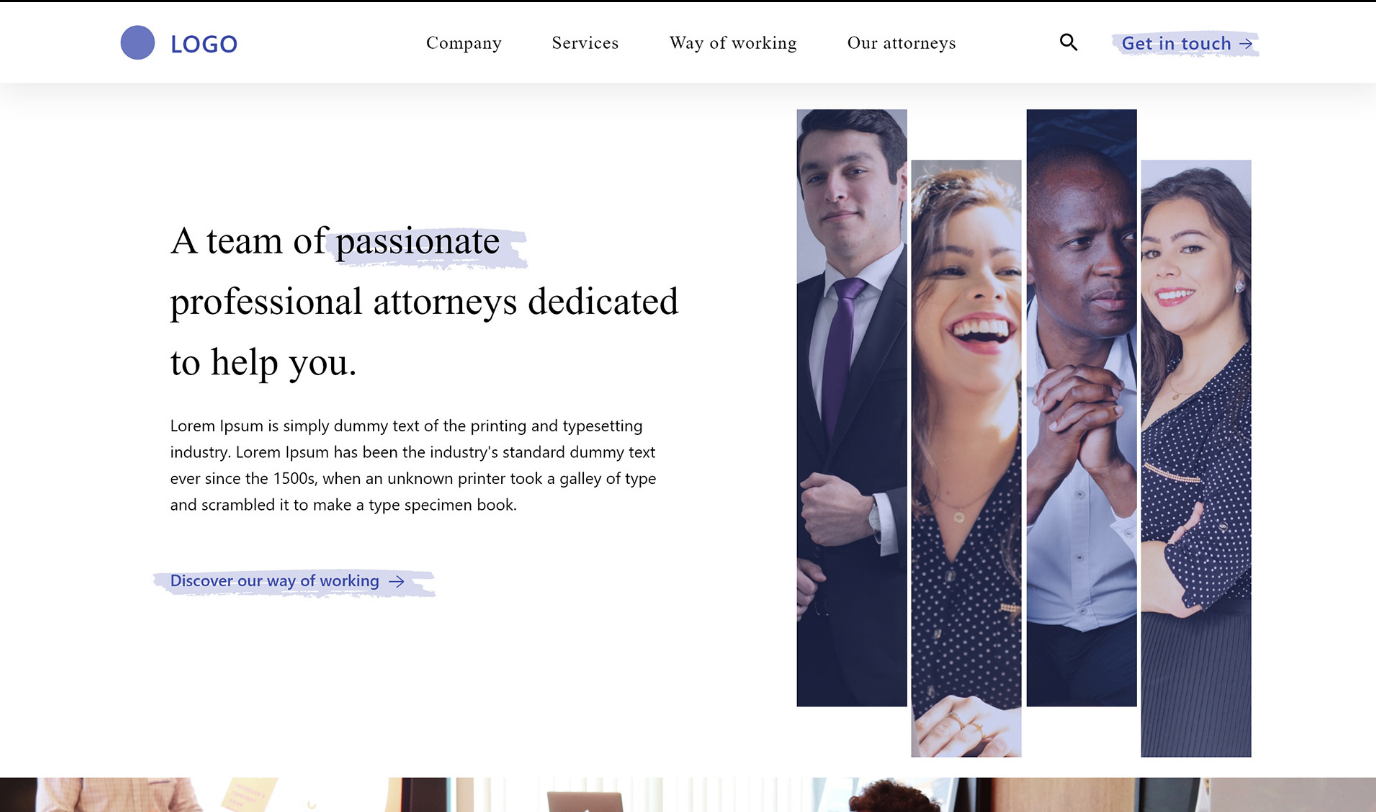 LOGO
Company
Services
Way of working
Our attorneys
Get in touch →
A team of passionate
professional attorneys dedicated
to help you.
Lorem Ipsum is simply dummy text of the printing and typesetting
industry. Lorem Ipsum has been the industry's standard dummy text
ever since the 1500s, when an unknown printer took a galley of type
and scrambled it to make a type specimen book.
Discover our way of working →